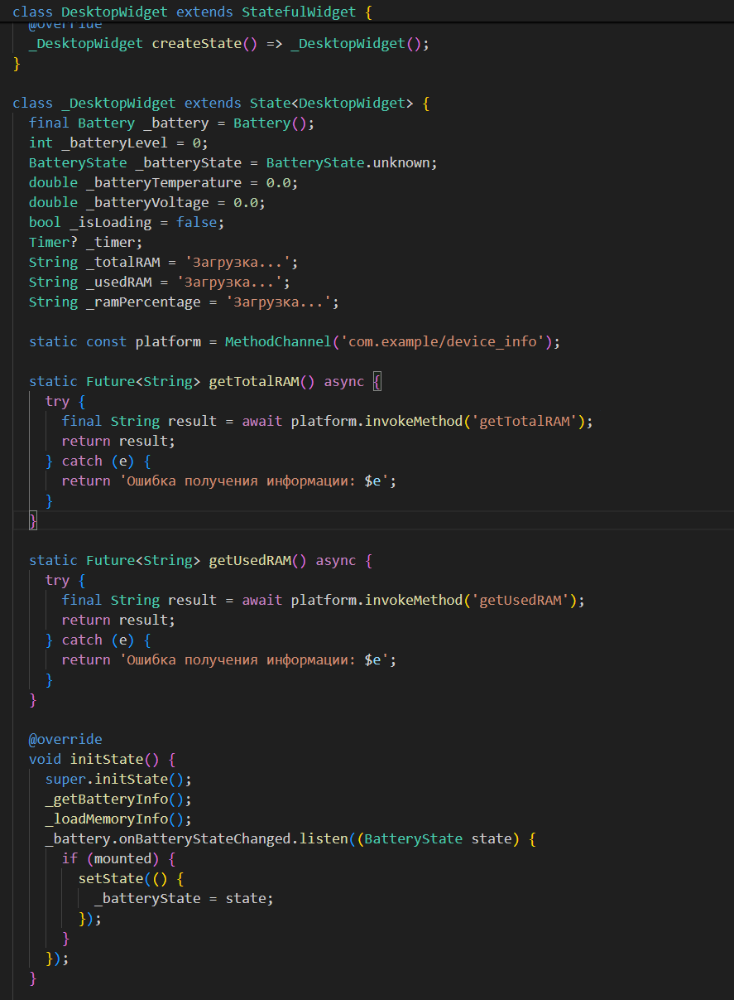 class DesktopWidget extends StatefulWidget {
@override
_DesktopWidget createState() => _DesktopWidget();
}
class _DesktopWidget extends State<DesktopWidget> {
final Battery _battery = Battery();
int _batteryLevel = 0;
BatteryState _batteryState = BatteryState.unknown;
double _batteryTemperature = 0.0;
double _batteryVoltage = 0.0;
bool _isLoading = false;
Timer? _timer;
String _totalRAM = 'Загрузка...';
String _usedRAM = 'Загрузка...';
String _ramPercentage = 'Загрузка...';
static const platform = MethodChannel('com.example/device_info');
static Future<String> getTotalRAM() async {
try {
final String result = await platform.invokeMethod('getTotalRAM');
return result;
} catch (e) {
return 'Ошибка получения информации: $e';
}
}
static Future<String> getUsedRAM() async {
try {
final String result = await platform.invokeMethod('getUsedRAM');
return result;
} catch (e) {
return 'Ошибка получения информации: $e';
}
}
@override
void initState() {
super.initState();
_getBatteryInfo();
_loadMemoryInfo();
_battery.onBatteryStateChanged.listen((BatteryState state) {
if (mounted) {
setState(() {
_batteryState = state;
});
}
});
}